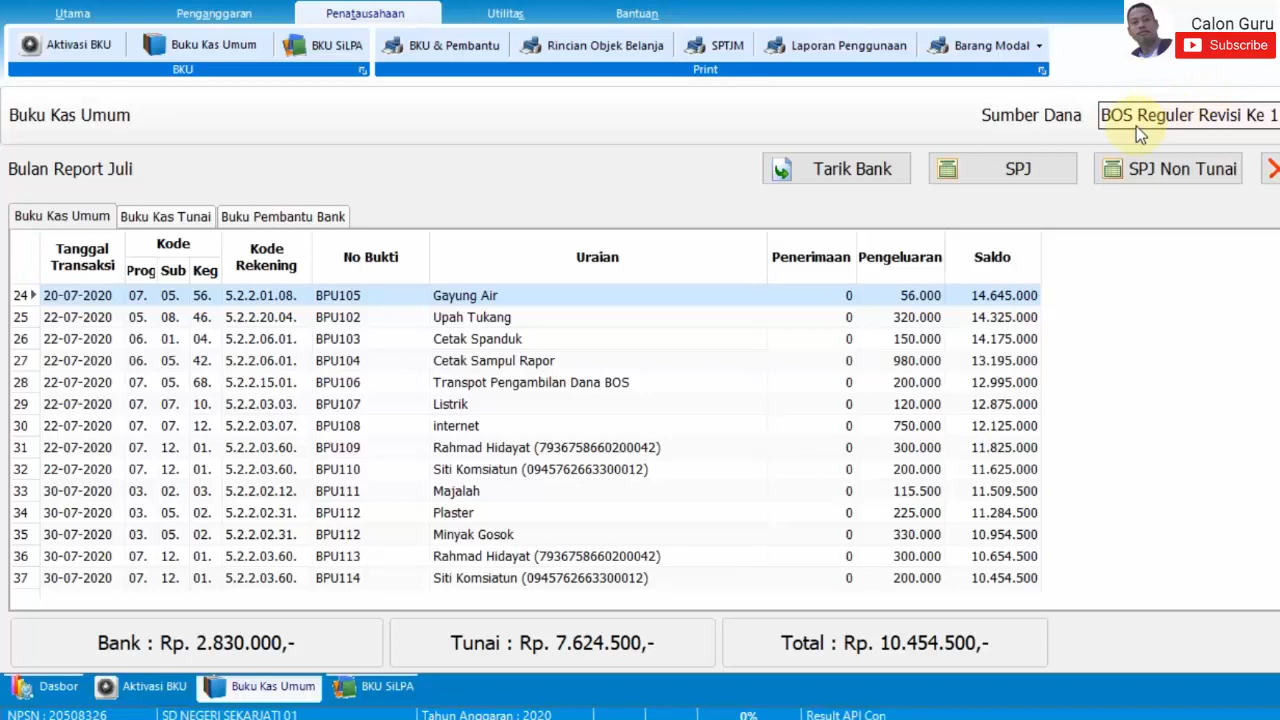 Utama Penganggaran Penatausahaan Utilitas Bantuan
Calon Guru
Subscribe
Aktivasi BKU Buku Kas Umum BKU SiLPA BKU & Pembantu Rincian Objek Belanja SPTJM Laporan Penggunaan Barang Modal
BKU Print
Buku Kas Umum Sumber Dana BOS Reguler Revisi Ke 1
Bulan Report Juli Tarik Bank SPJ SPJ Non Tunai
Buku Kas Umum Buku Kas Tunai Buku Pembantu Bank
Tanggal Transaksi Kode Prog Sub Keg Kode Rekening No Bukti Uraian Penerimaan Pengeluaran Saldo
24 20-07-2020 07. 05. 56. 5.2.2.01.08. BPU105 Gayung Air 0 56.000 14.645.000
25 22-07-2020 05. 08. 46. 5.2.2.20.04. BPU102 Upah Tukang 0 320.000 14.325.000
26 22-07-2020 06. 01. 04. 5.2.2.06.01. BPU103 Cetak Spanduk 0 150.000 14.175.000
27 22-07-2020 06. 05. 42. 5.2.2.06.01. BPU104 Cetak Sampul Rapor 0 980.000 13.195.000
28 22-07-2020 07. 05. 68. 5.2.2.15.01. BPU106 Transpot Pengambilan Dana BOS 0 200.000 12.995.000
29 22-07-2020 07. 07. 10. 5.2.2.03.03. BPU107 Listrik 0 120.000 12.875.000
30 22-07-2020 07. 07. 12. 5.2.2.03.07. BPU108 internet 0 750.000 12.125.000
31 22-07-2020 07. 12. 01. 5.2.2.03.60. BPU109 Rahmad Hidayat (7936758660200042) 0 300.000 11.825.000
32 22-07-2020 07. 12. 01. 5.2.2.03.60. BPU110 Siti Komsiatun (0945762663300012) 0 200.000 11.625.000
33 30-07-2020 03. 02. 03. 5.2.2.02.12. BPU111 Majalah 0 115.500 11.509.500
34 30-07-2020 03. 05. 02. 5.2.2.02.31. BPU112 Plaster 0 225.000 11.284.500
35 30-07-2020 03. 05. 02. 5.2.2.02.31. BPU112 Minyak Gosok 0 330.000 10.954.500
36 30-07-2020 07. 12. 01. 5.2.2.03.60. BPU113 Rahmad Hidayat (7936758660200042) 0 300.000 10.654.500
37 30-07-2020 07. 12. 01. 5.2.2.03.60. BPU114 Siti Komsiatun (0945762663300012) 0 200.000 10.454.500
Bank : Rp. 2.830.000,- Tunai : Rp. 7.624.500,- Total : Rp. 10.454.500,-
Dasbor Aktivasi BKU Buku Kas Umum BKU SiLPA
NPSN : 20508326 SD NEGERI SEKARJATI 01 Tahun Anggaran : 2020 0% Result API Con